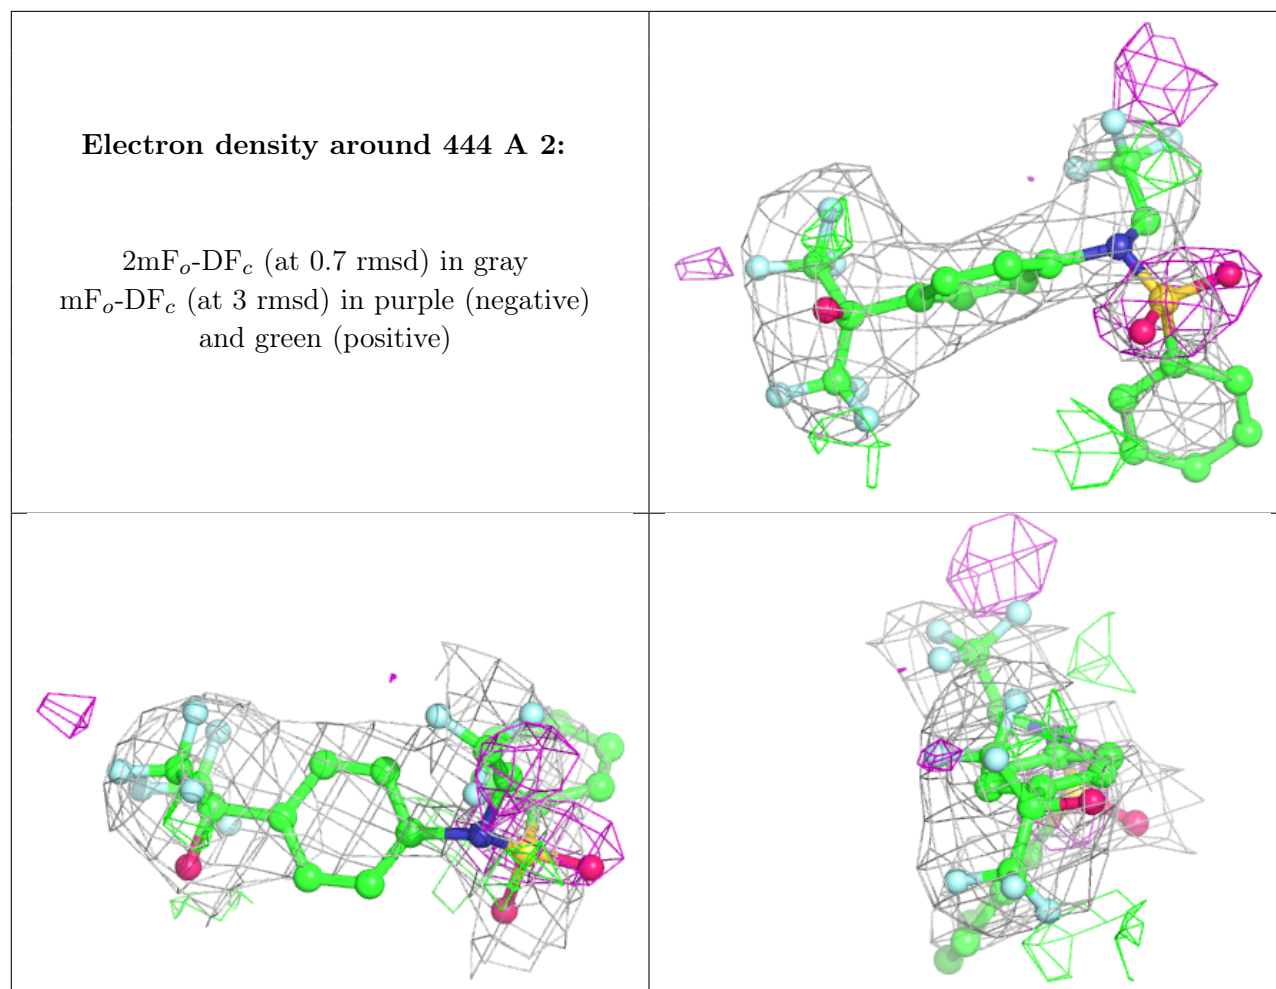 Electron density around 444 A 2:
2mFo-DFc (at 0.7 rmsd) in gray
mFo-DFc (at 3 rmsd) in purple (negative)
and green (positive)